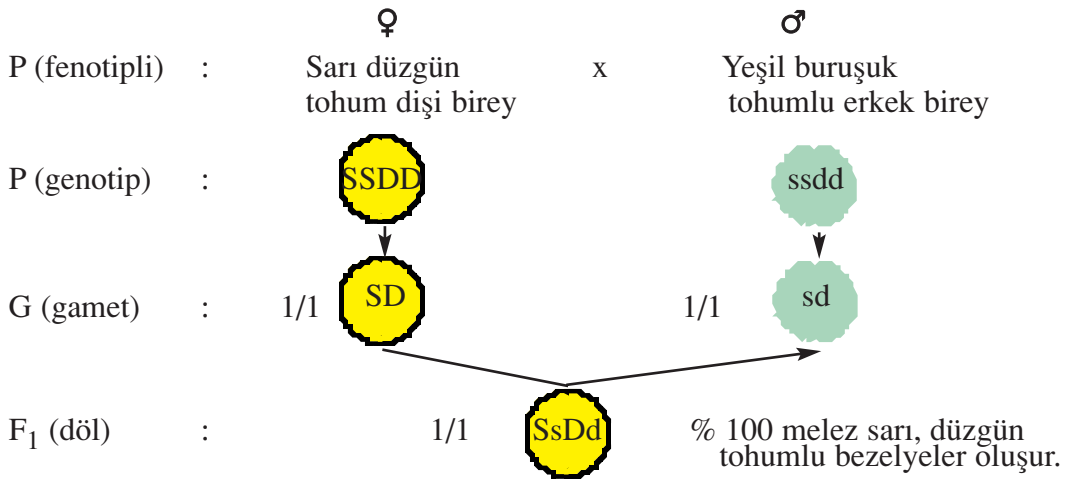 ♀ ♂
P (fenotipli) : Sarı düzgün x Yeşil buruşuk
tohum dişi birey tohumlu erkek birey
P (genotip) : SSDD ssdd
G (gamet) : 1/1 SD 1/1 sd
F1 (döl) : 1/1 SsDd % 100 melez sarı, düzgün
tohumlu bezelyeler oluşur.